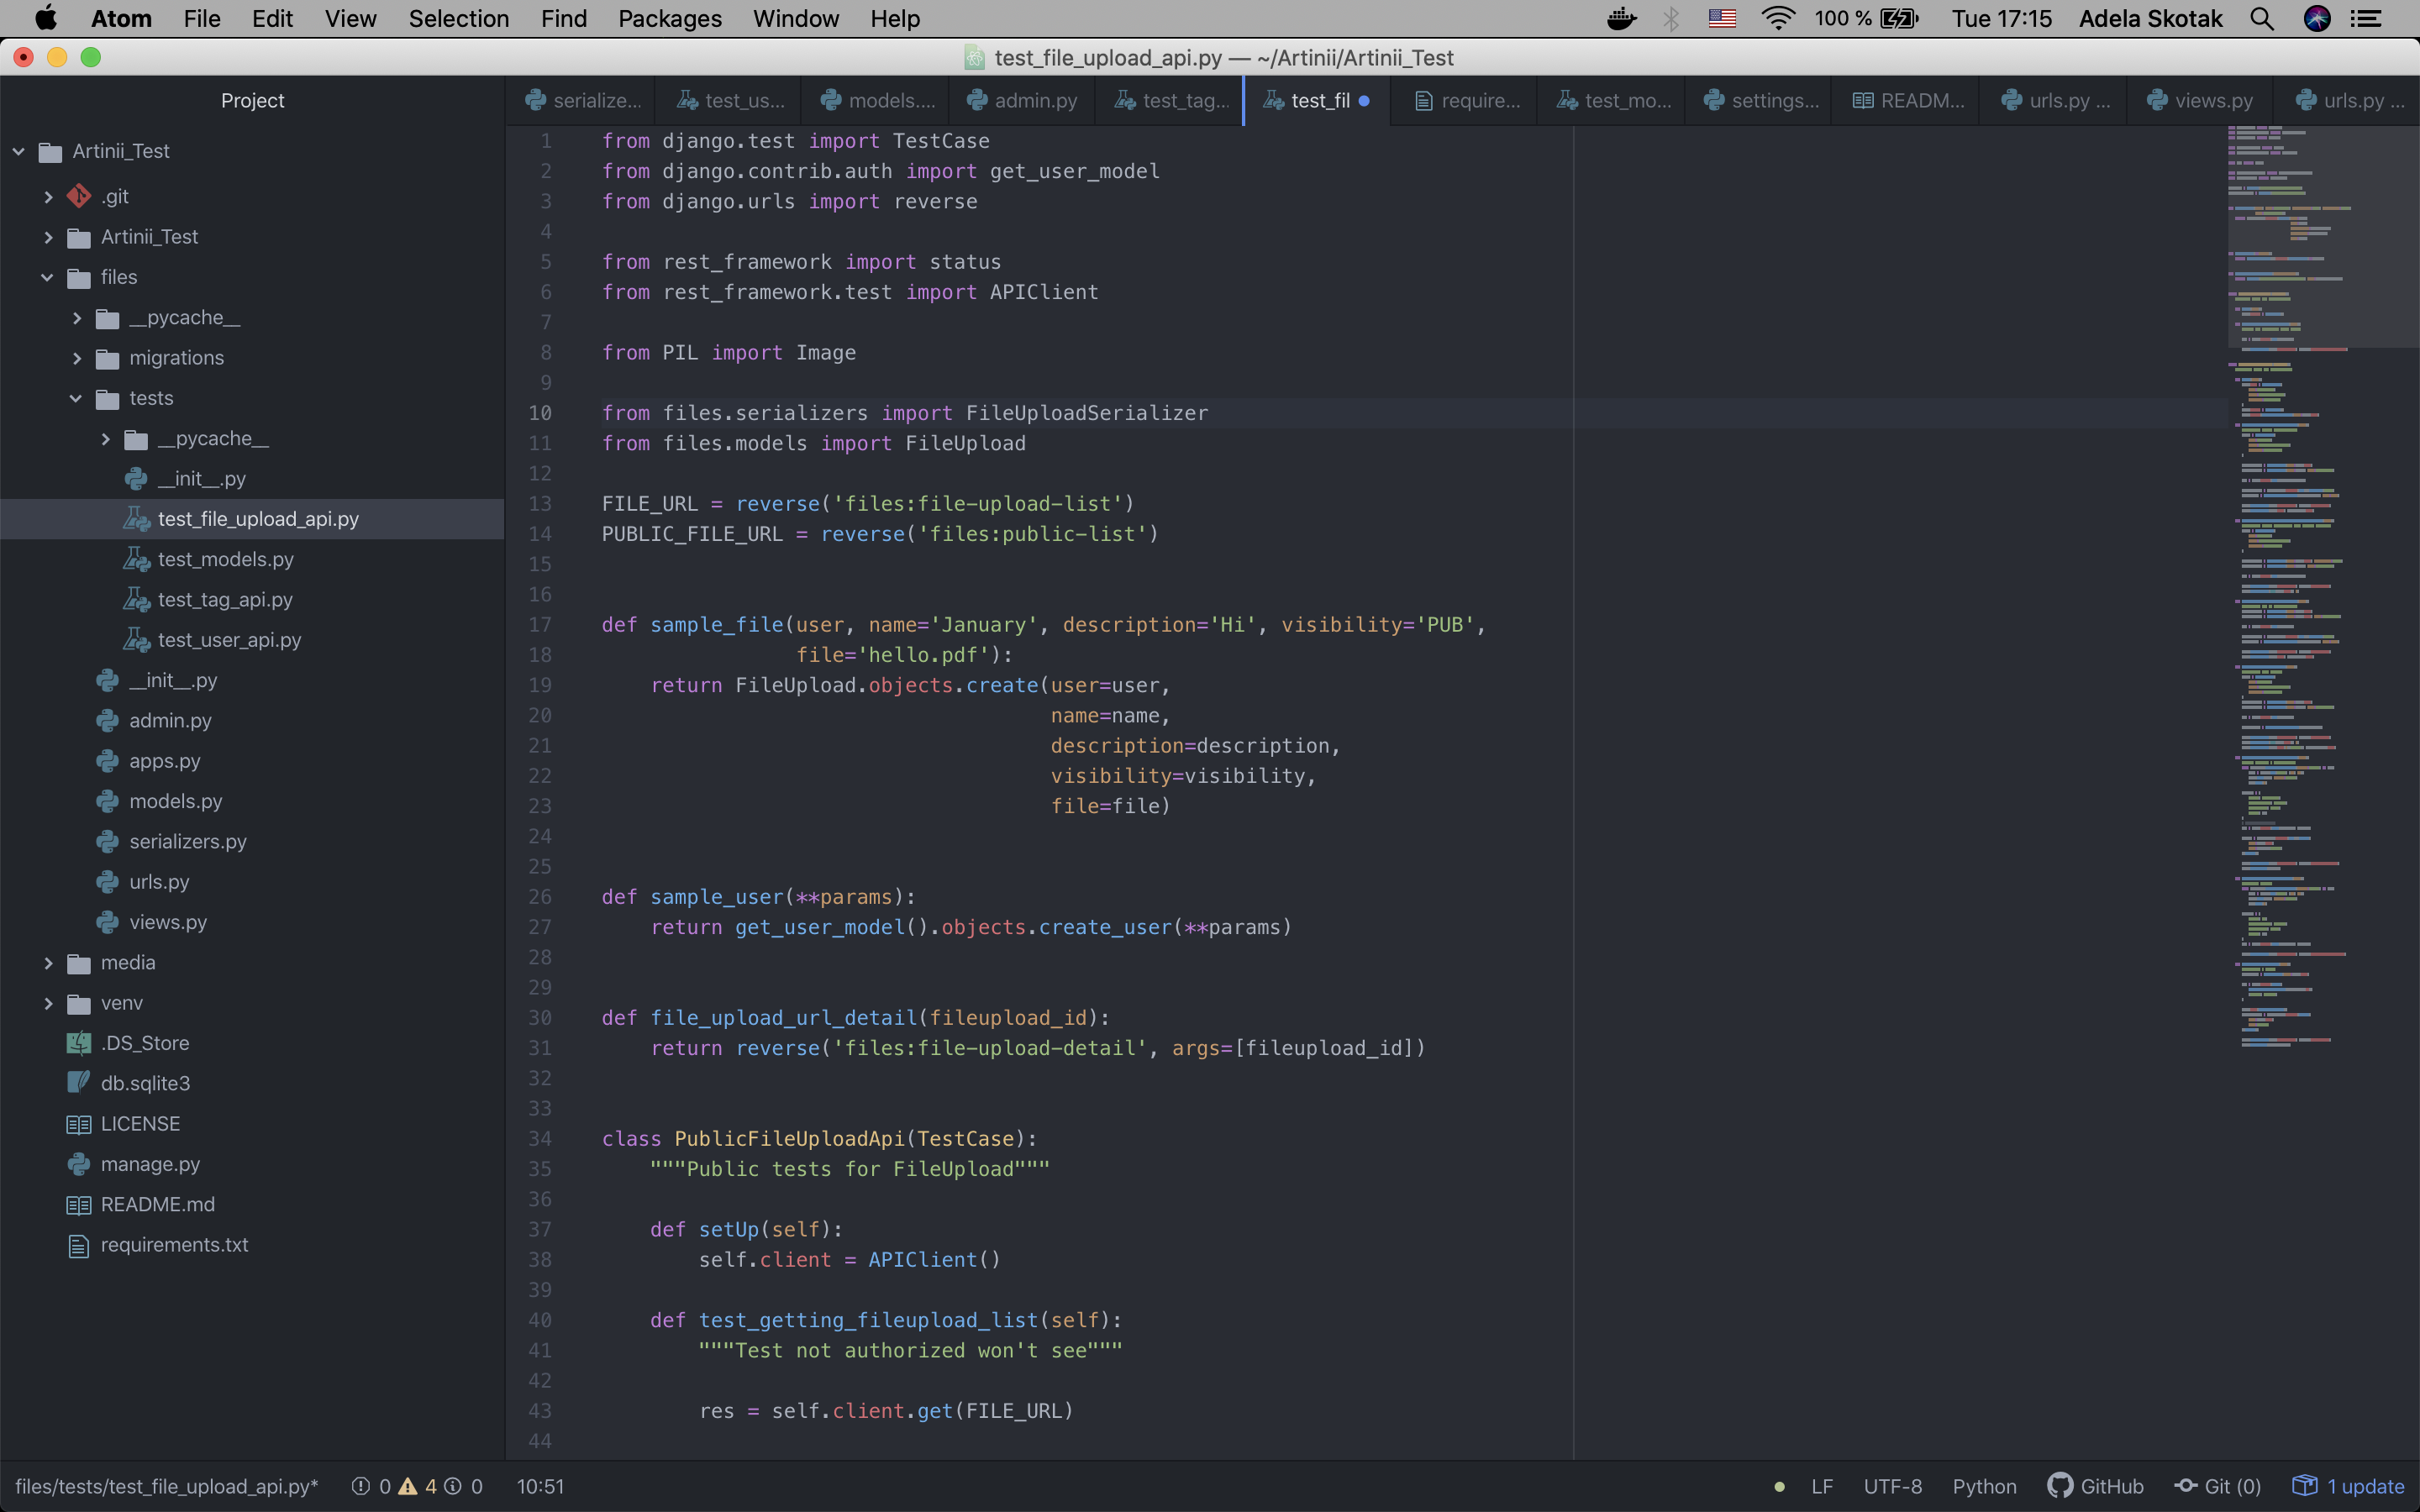 Atom File Edit View Selection Find Packages Window Help 100 % Tue 17:15 Adela Skotak
test_file_upload_api.py — ~/Artinii/Artinii_Test
Project
serialize... test_us... models.... admin.py test_tag... test_fil require... test_mo... settings... READM... urls.py ... views.py urls.py ...
Artinii_Test
.git
Artinii_Test
files
__pycache__
migrations
tests
__pycache__
__init__.py
test_file_upload_api.py
test_models.py
test_tag_api.py
test_user_api.py
__init__.py
admin.py
apps.py
models.py
serializers.py
urls.py
views.py
media
venv
.DS_Store
db.sqlite3
LICENSE
manage.py
README.md
requirements.txt
1 from django.test import TestCase
2 from django.contrib.auth import get_user_model
3 from django.urls import reverse
4
5 from rest_framework import status
6 from rest_framework.test import APIClient
7
8 from PIL import Image
9
10 from files.serializers import FileUploadSerializer
11 from files.models import FileUpload
12
13 FILE_URL = reverse('files:file-upload-list')
14 PUBLIC_FILE_URL = reverse('files:public-list')
15
16
17 def sample_file(user, name='January', description='Hi', visibility='PUB',
18                 file='hello.pdf'):
19     return FileUpload.objects.create(user=user,
20                                      name=name,
21                                      description=description,
22                                      visibility=visibility,
23                                      file=file)
24
25
26 def sample_user(**params):
27     return get_user_model().objects.create_user(**params)
28
29
30 def file_upload_url_detail(fileupload_id):
31     return reverse('files:file-upload-detail', args=[fileupload_id])
32
33
34 class PublicFileUploadApi(TestCase):
35     """Public tests for FileUpload"""
36
37     def setUp(self):
38         self.client = APIClient()
39
40     def test_getting_fileupload_list(self):
41         """Test not authorized won't see"""
42
43         res = self.client.get(FILE_URL)
44
files/tests/test_file_upload_api.py* 0 4 0 10:51 LF UTF-8 Python GitHub Git (0) 1 update